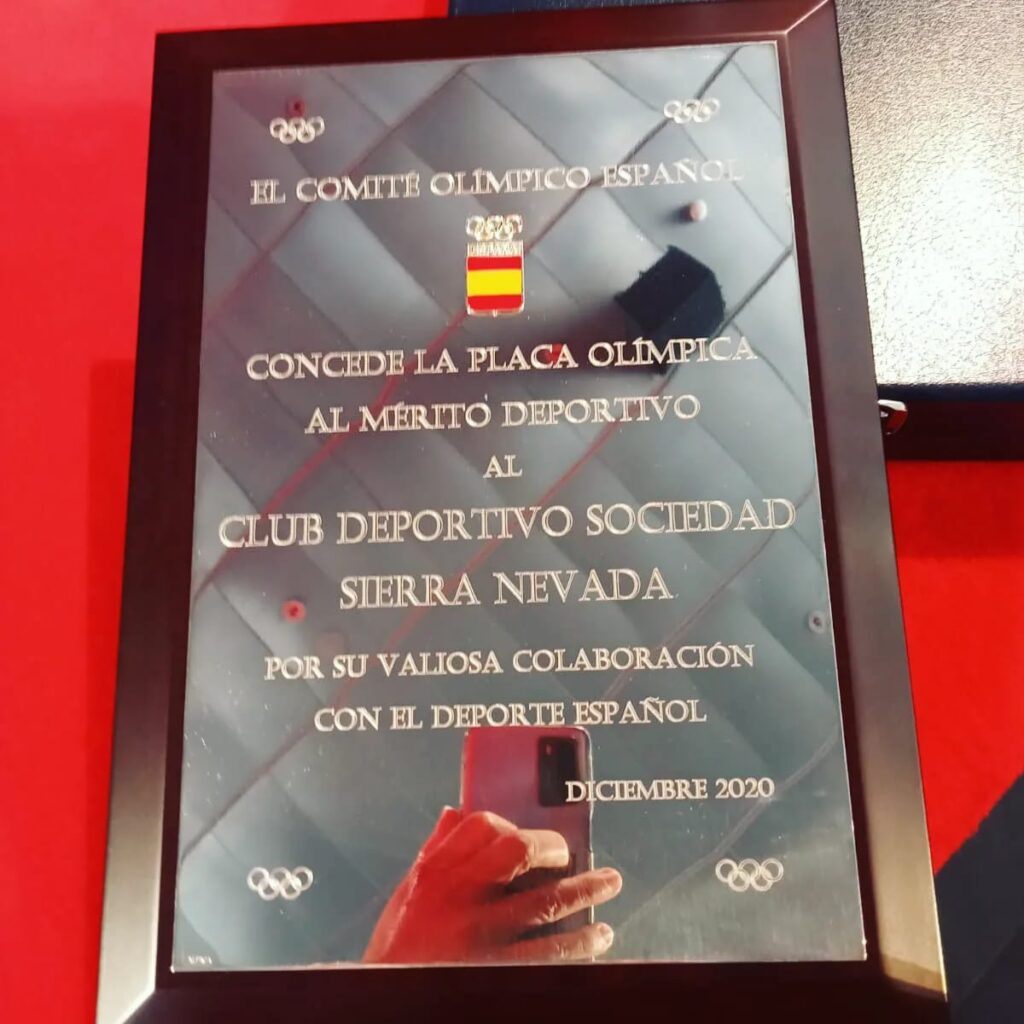 EL COMITÉ OLÍMPICO ESPAÑOL
CONCEDE LA PLACA OLÍMPICA
AL MÉRITO DEPORTIVO
AL
CLUB DEPORTIVO SOCIEDAD
SIERRA NEVADA
POR SU VALIOSA COLABORACIÓN
CON EL DEPORTE ESPAÑOL
DICIEMBRE 2020